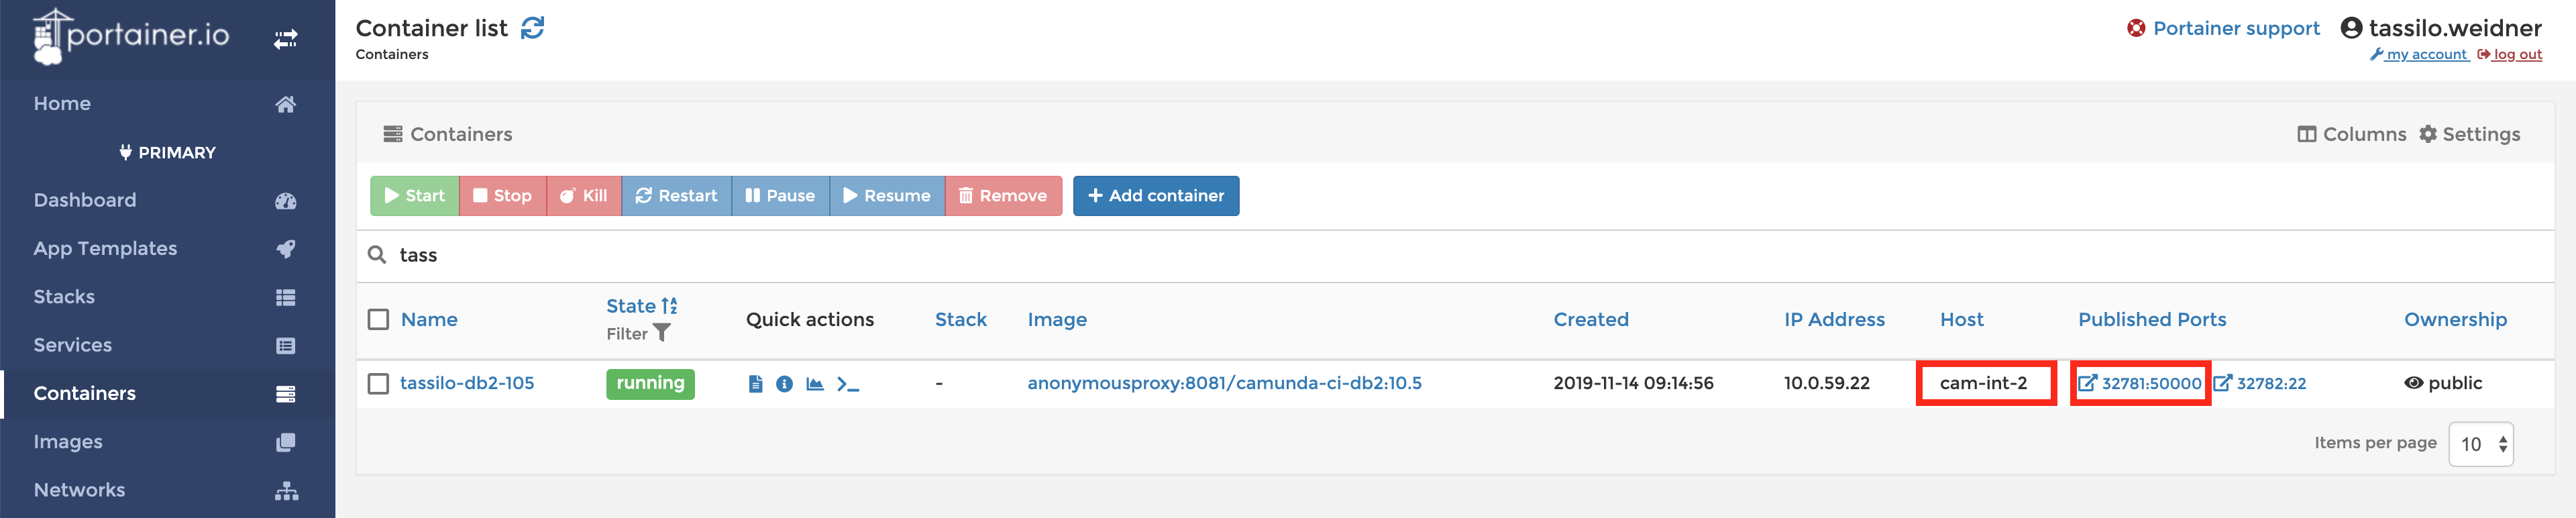 portainer.io
Home
PRIMARY
Dashboard
App Templates
Stacks
Services
Containers
Images
Networks
Container list
Containers
Portainer support tassilo.weidner
my account log out
Containers
Columns Settings
Start Stop Kill Restart Pause Resume Remove Add container
tass
Name State Filter Quick actions Stack Image Created IP Address Host Published Ports Ownership
tassilo-db2-105 running - anonymousproxy:8081/camunda-ci-db2:10.5 2019-11-14 09:14:56 10.0.59.22 cam-int-2 32781:50000 32782:22 public
Items per page 10